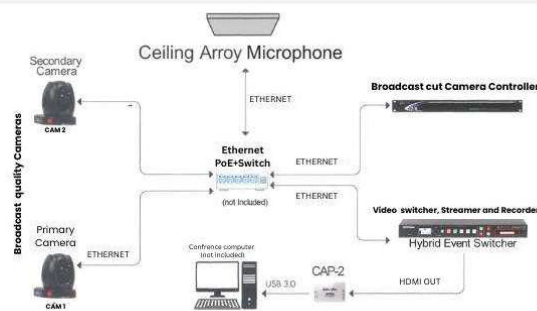 Ceiling Array Microphone
Secondary
Camera
CAM 2
ETHERNET
Broadcast cut Camera Controller
Broadcast quality Cameras
Ethernet
PoE+Switch
(not Included)
ETHERNET
ETHERNET
Video switcher, Streamer and Recorder
Hybrid Event Switcher
Primary
Camera
CAM 1
ETHERNET
Confrence computer
(not Included)
USB 3.0
CAP-2
HDMI OUT